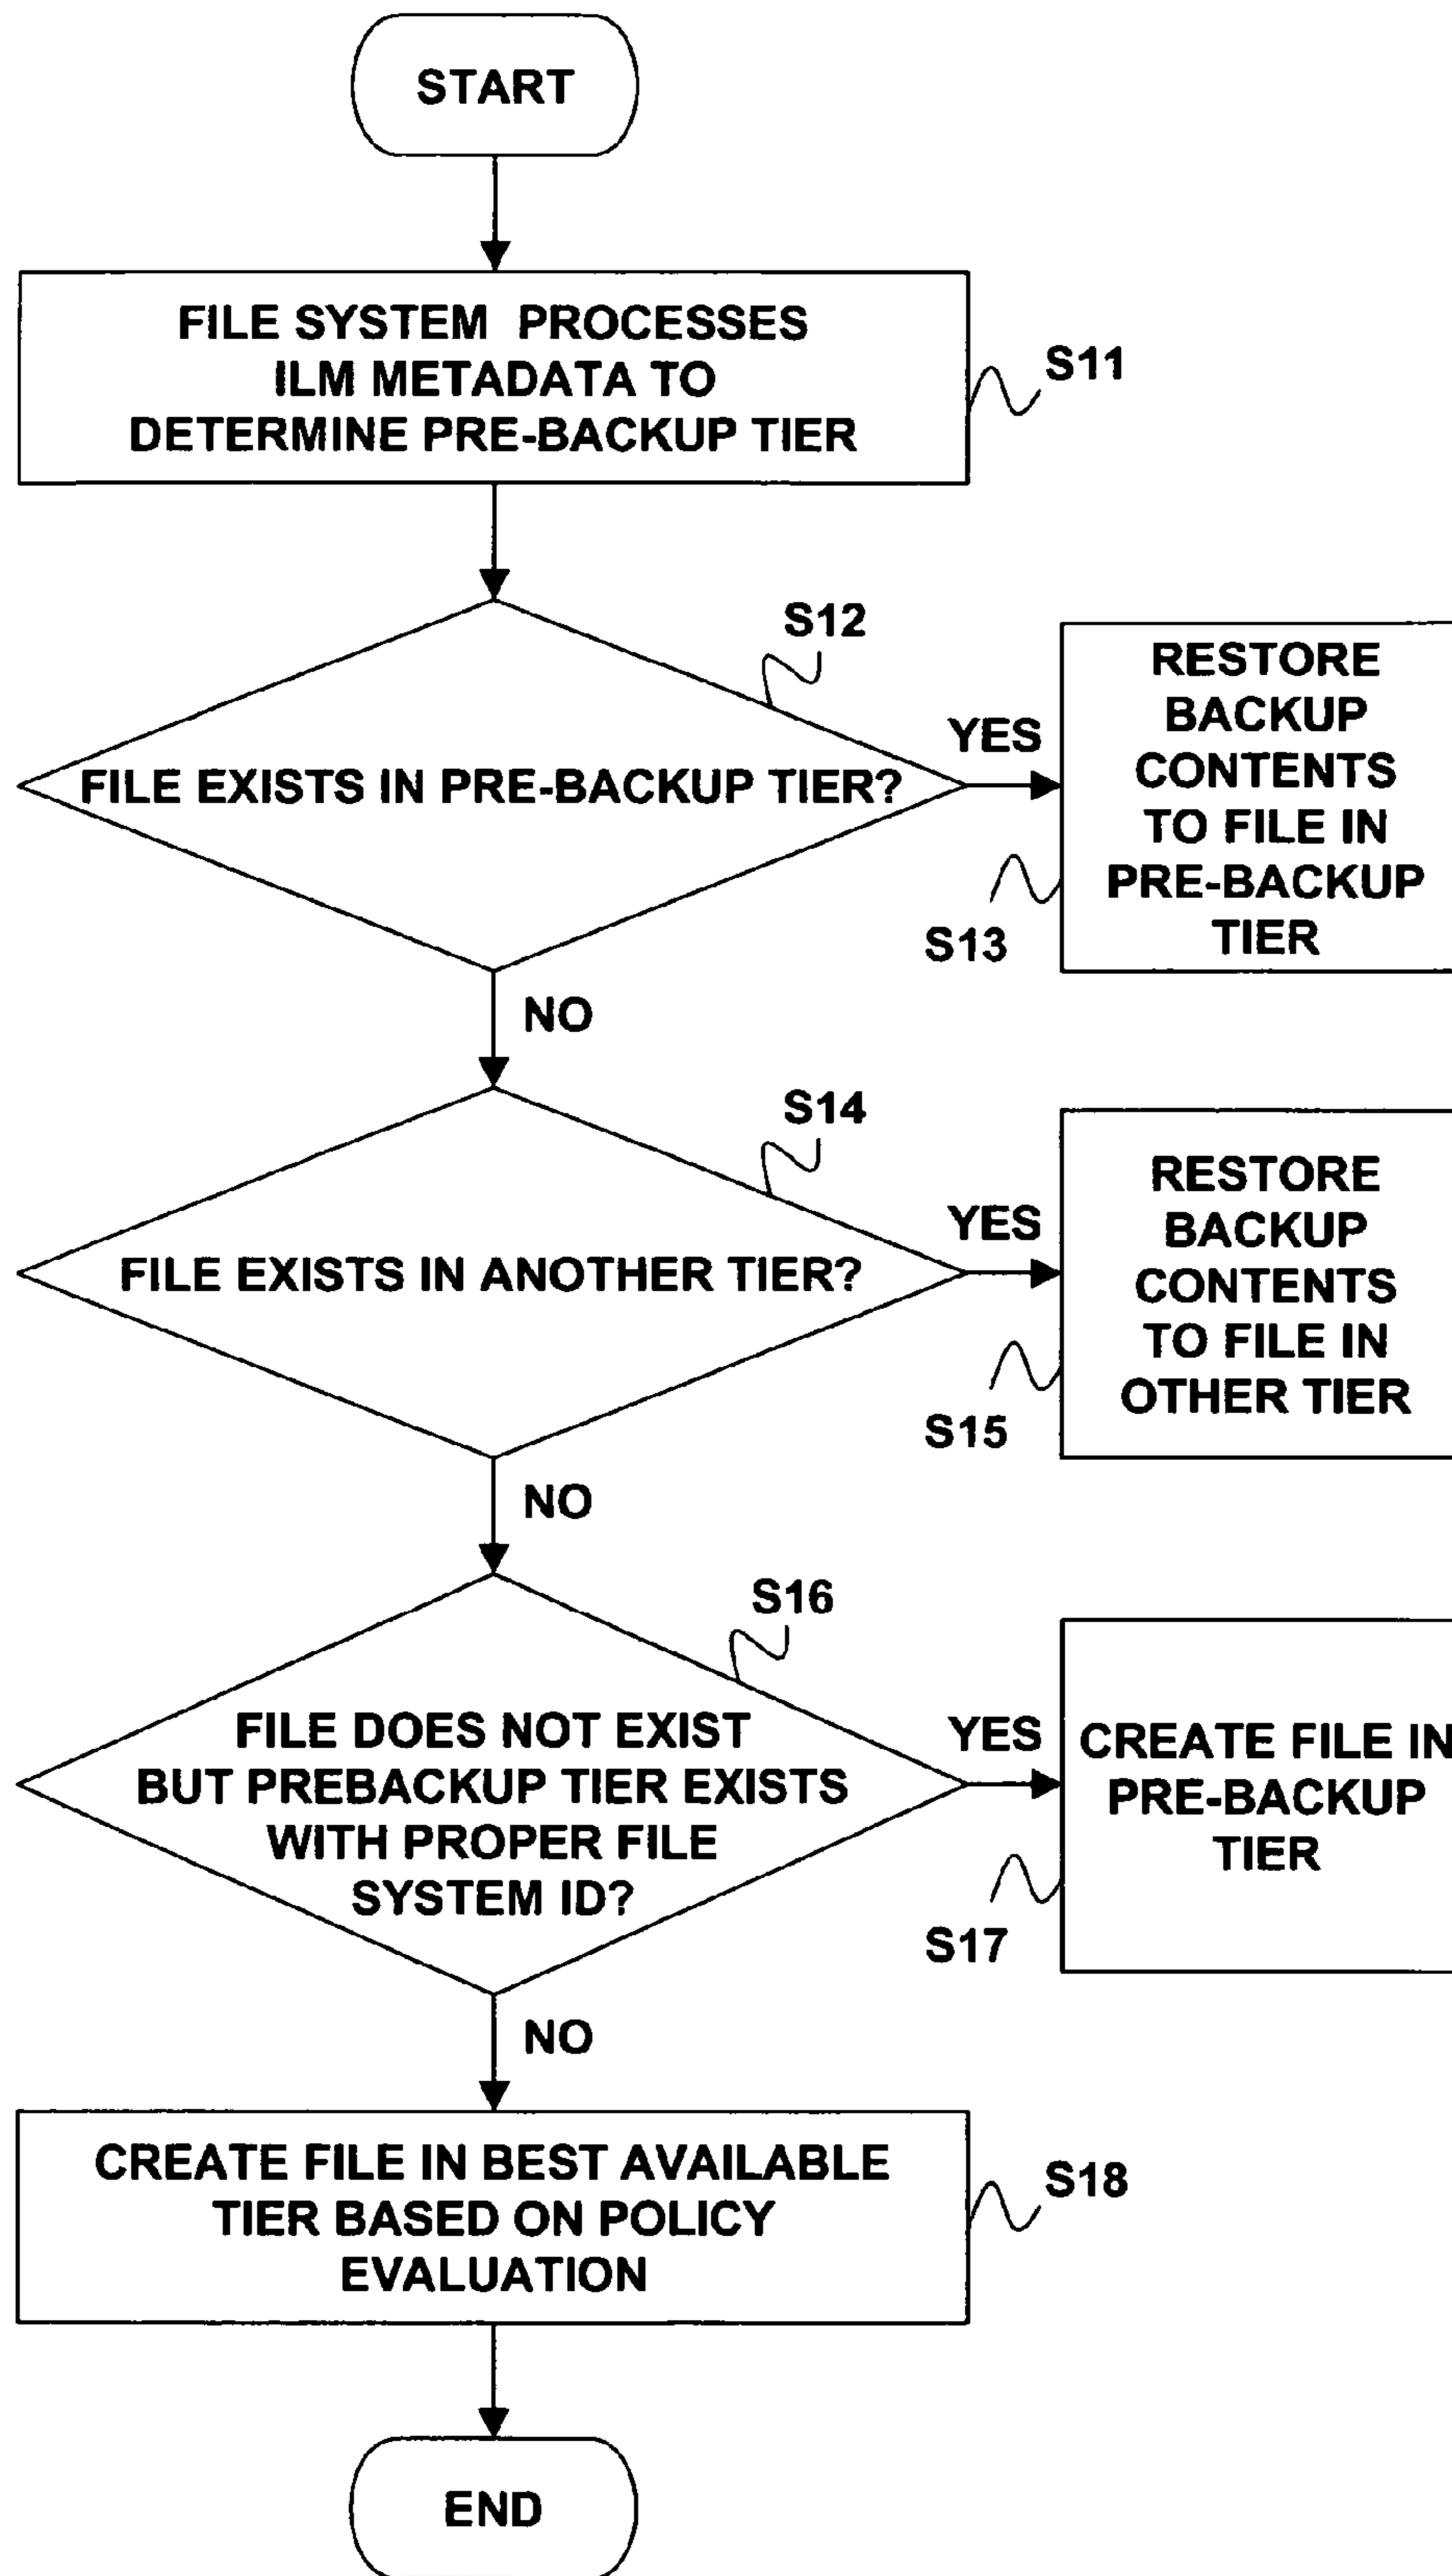 START
FILE SYSTEM PROCESSES
ILM METADATA TO
DETERMINE PRE-BACKUP TIER
S11
S12
FILE EXISTS IN PRE-BACKUP TIER?
YES
RESTORE
BACKUP
CONTENTS
TO FILE IN
PRE-BACKUP
TIER
S13
NO
S14
FILE EXISTS IN ANOTHER TIER?
YES
RESTORE
BACKUP
CONTENTS
TO FILE IN
OTHER TIER
S15
NO
S16
FILE DOES NOT EXIST
BUT PREBACKUP TIER EXISTS
WITH PROPER FILE
SYSTEM ID?
YES
CREATE FILE IN
PRE-BACKUP
TIER
S17
NO
CREATE FILE IN BEST AVAILABLE
TIER BASED ON POLICY
EVALUATION
S18
END